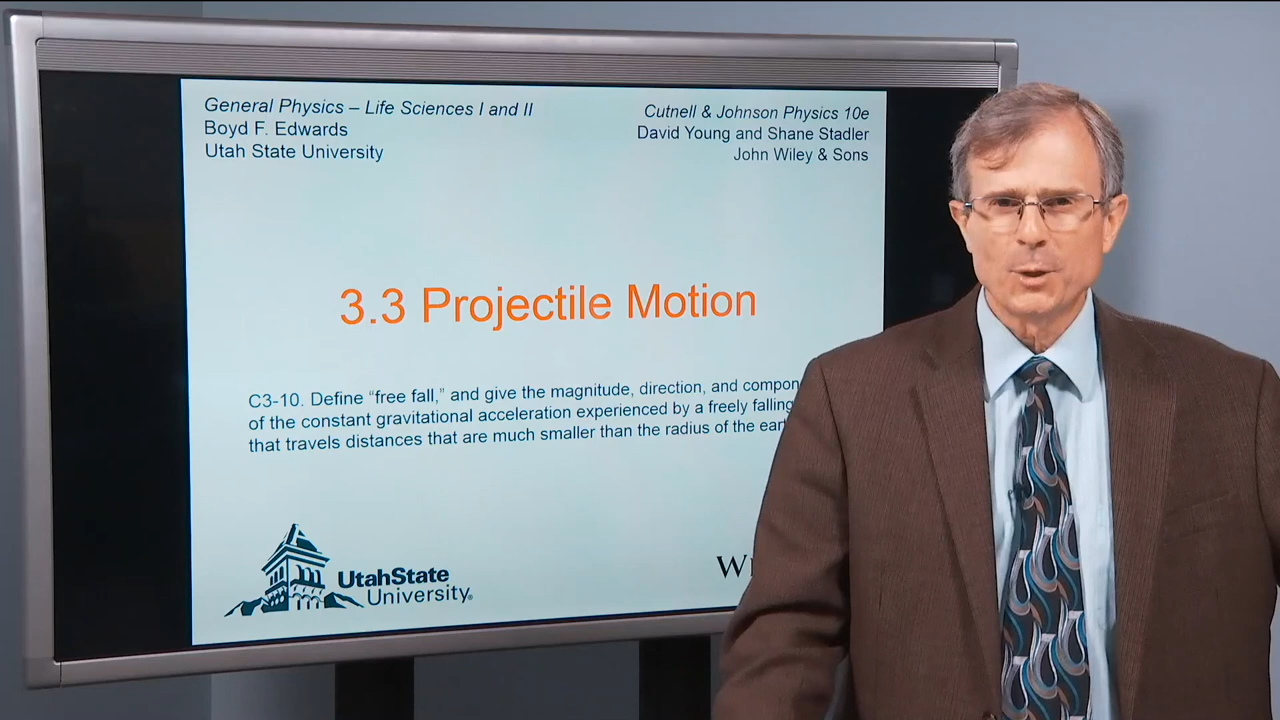 General Physics – Life Sciences I and II
Boyd F. Edwards
Utah State University
Cutnell & Johnson Physics 10e
David Young and Shane Stadler
John Wiley & Sons
3.3 Projectile Motion
C3-10. Define “free fall,” and give the magnitude, direction, and
of the constant gravitational acceleration experienced by a freely falling
that travels distances that are much smaller than the radius of the
UtahState
University®